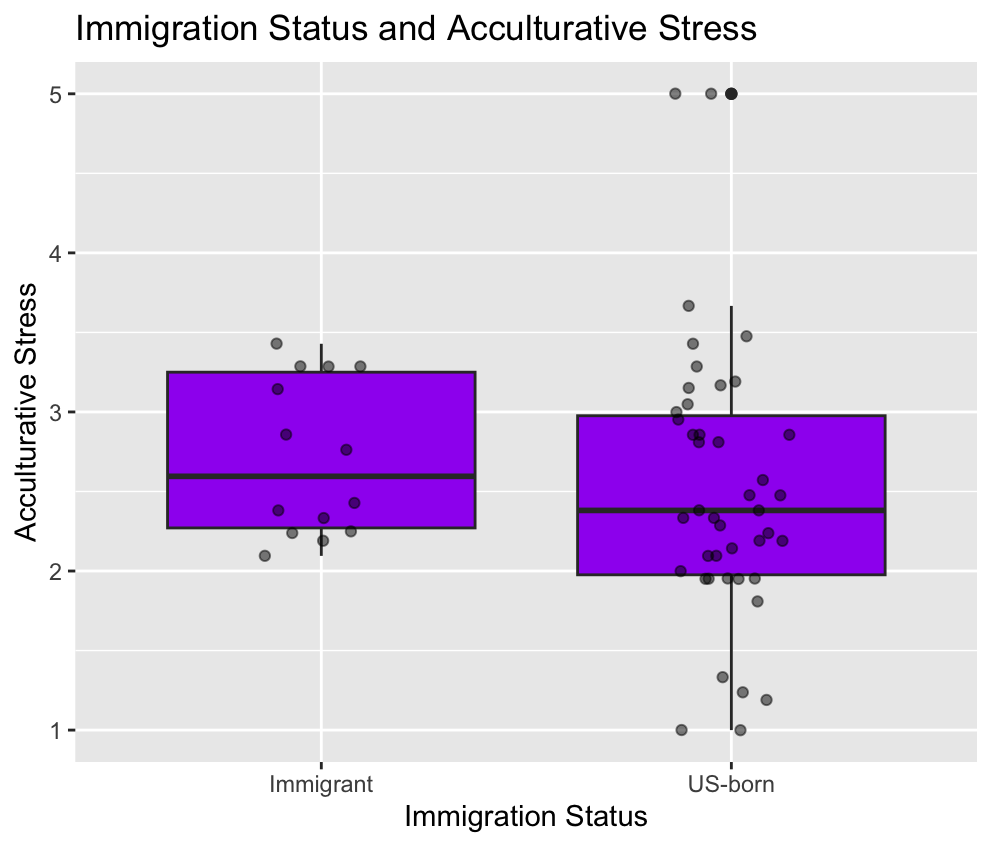 Immigration Status and Acculturative Stress
5
4
3
2
1
Acculturative Stress
Immigrant
US-born
Immigration Status